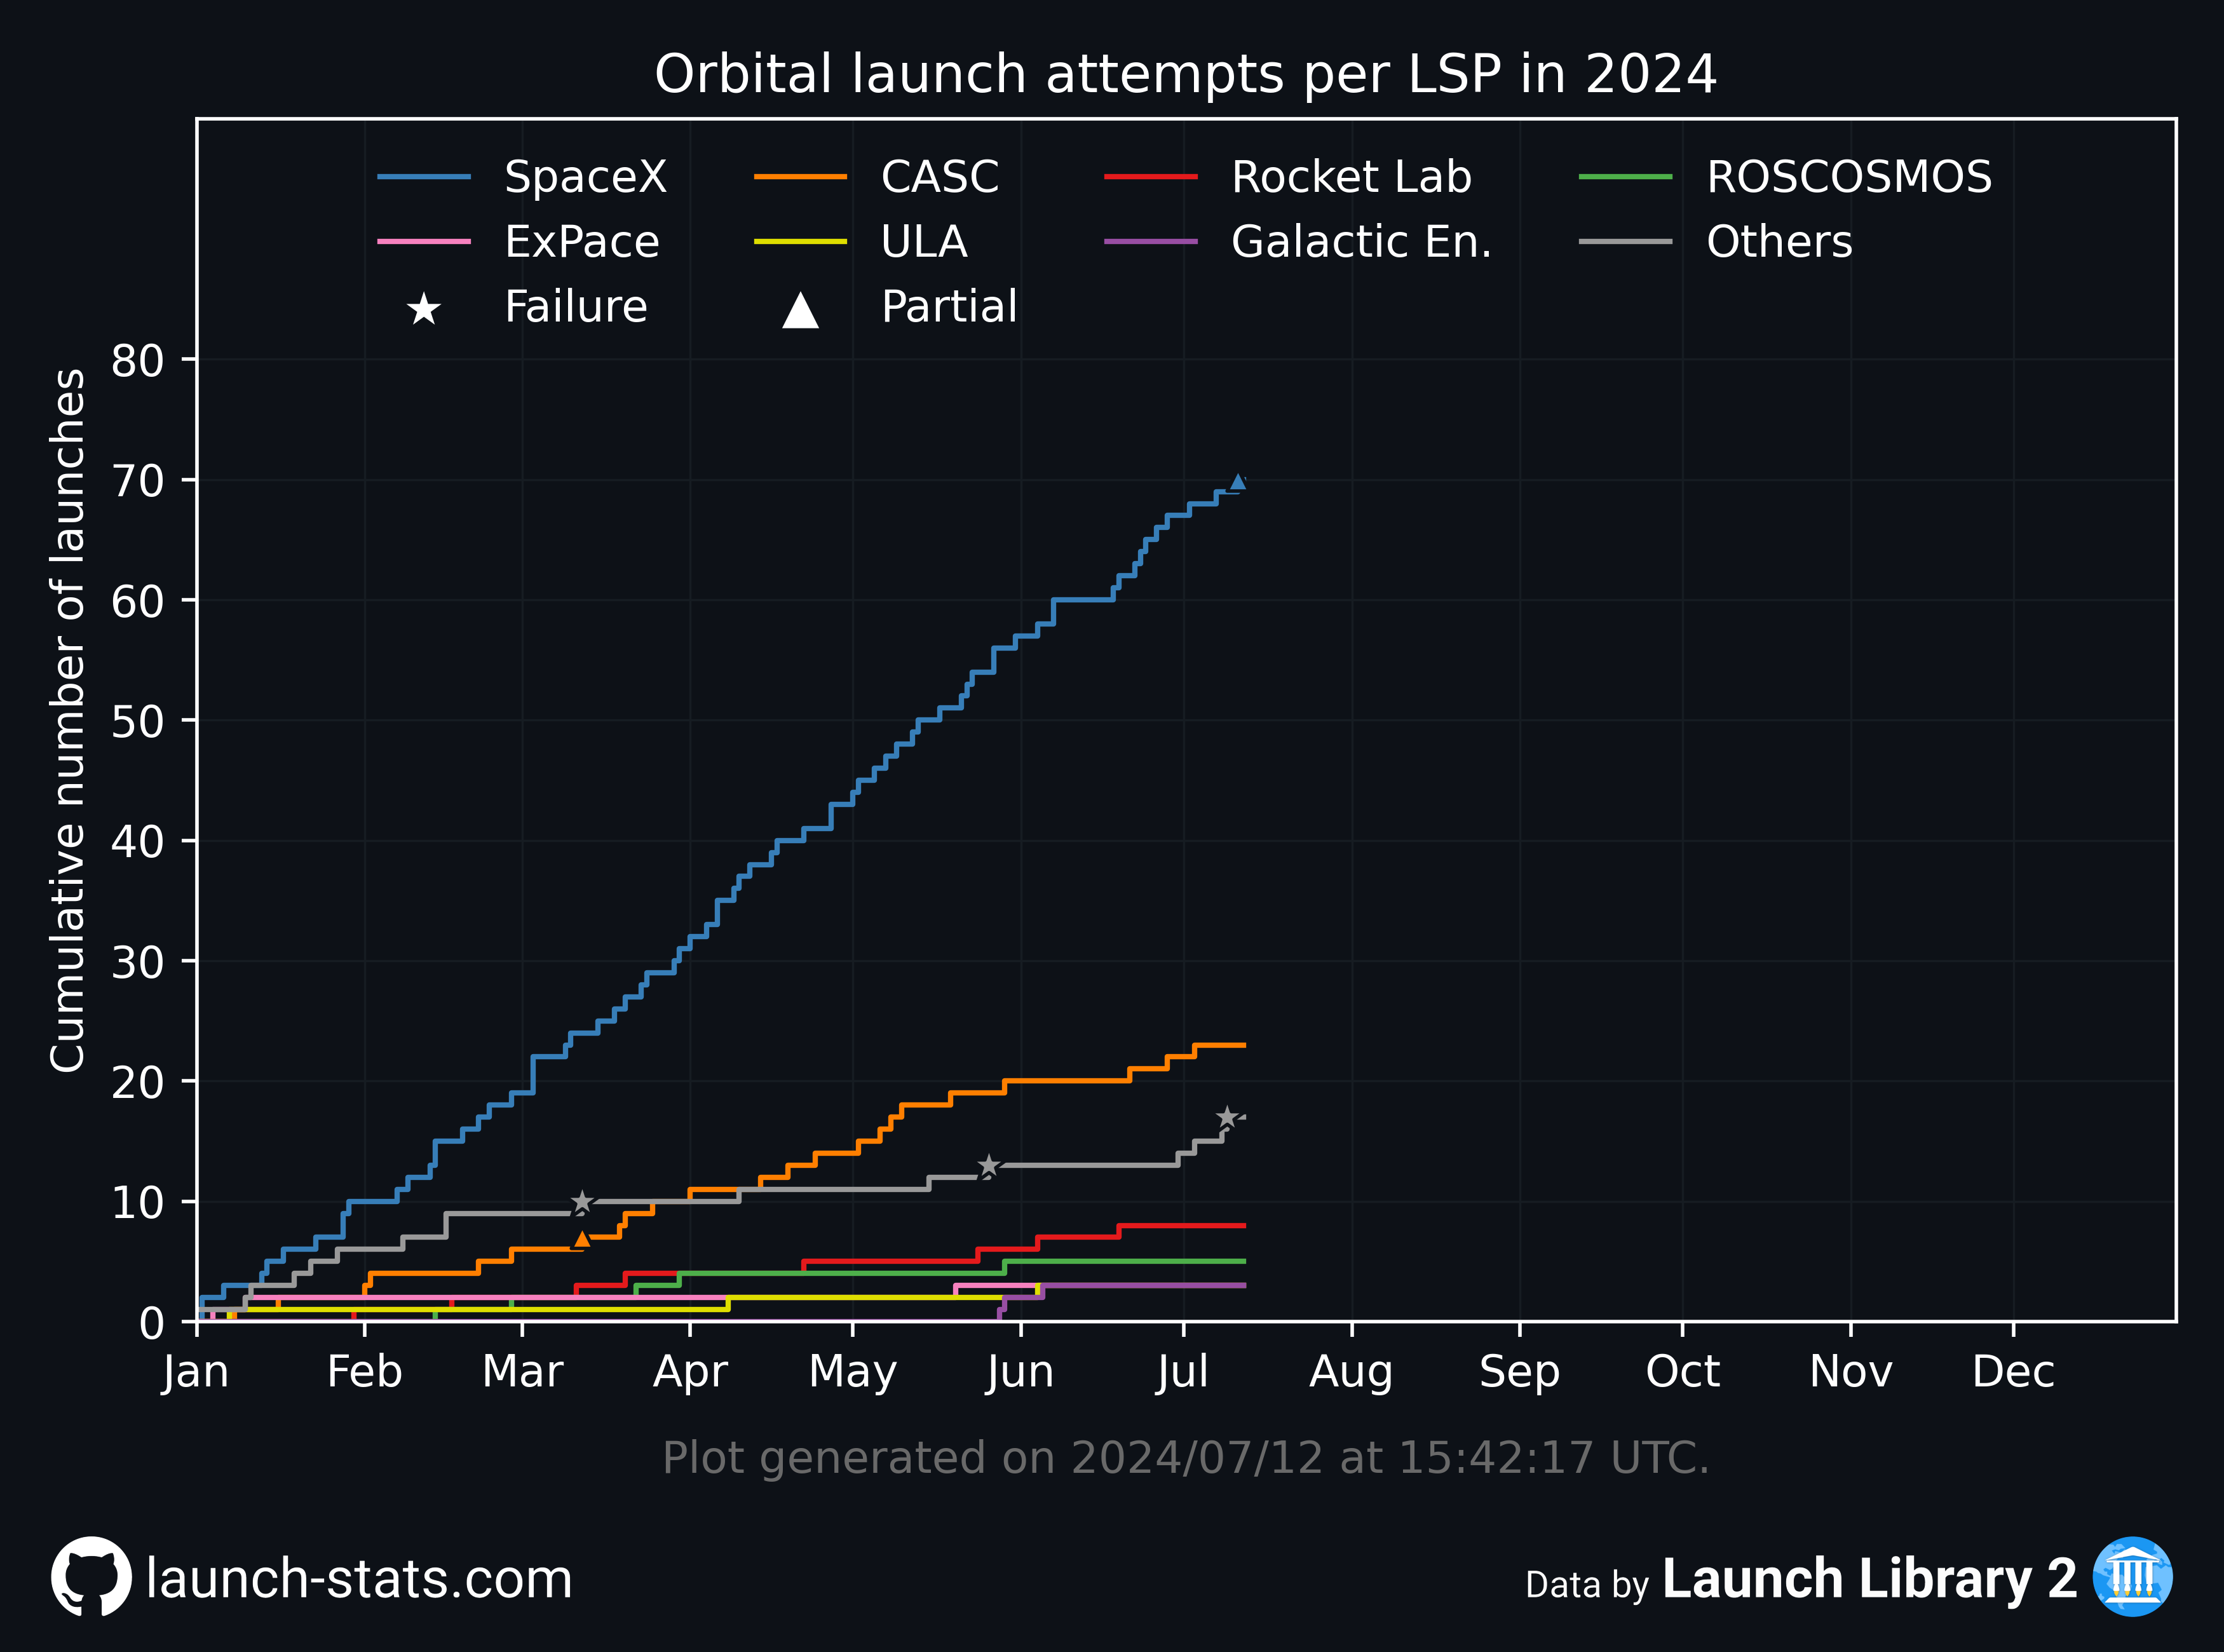 Orbital launch attempts per LSP in 2024
SpaceX CASC Rocket Lab ROSCOSMOS
ExPace ULA Galactic En. Others
Failure Partial
Cumulative number of launches
80
70
60
50
40
30
20
10
0
Jan Feb Mar Apr May Jun Jul Aug Sep Oct Nov Dec
Plot generated on 2024/07/12 at 15:42:17 UTC.
launch-stats.com
Data by Launch Library 2